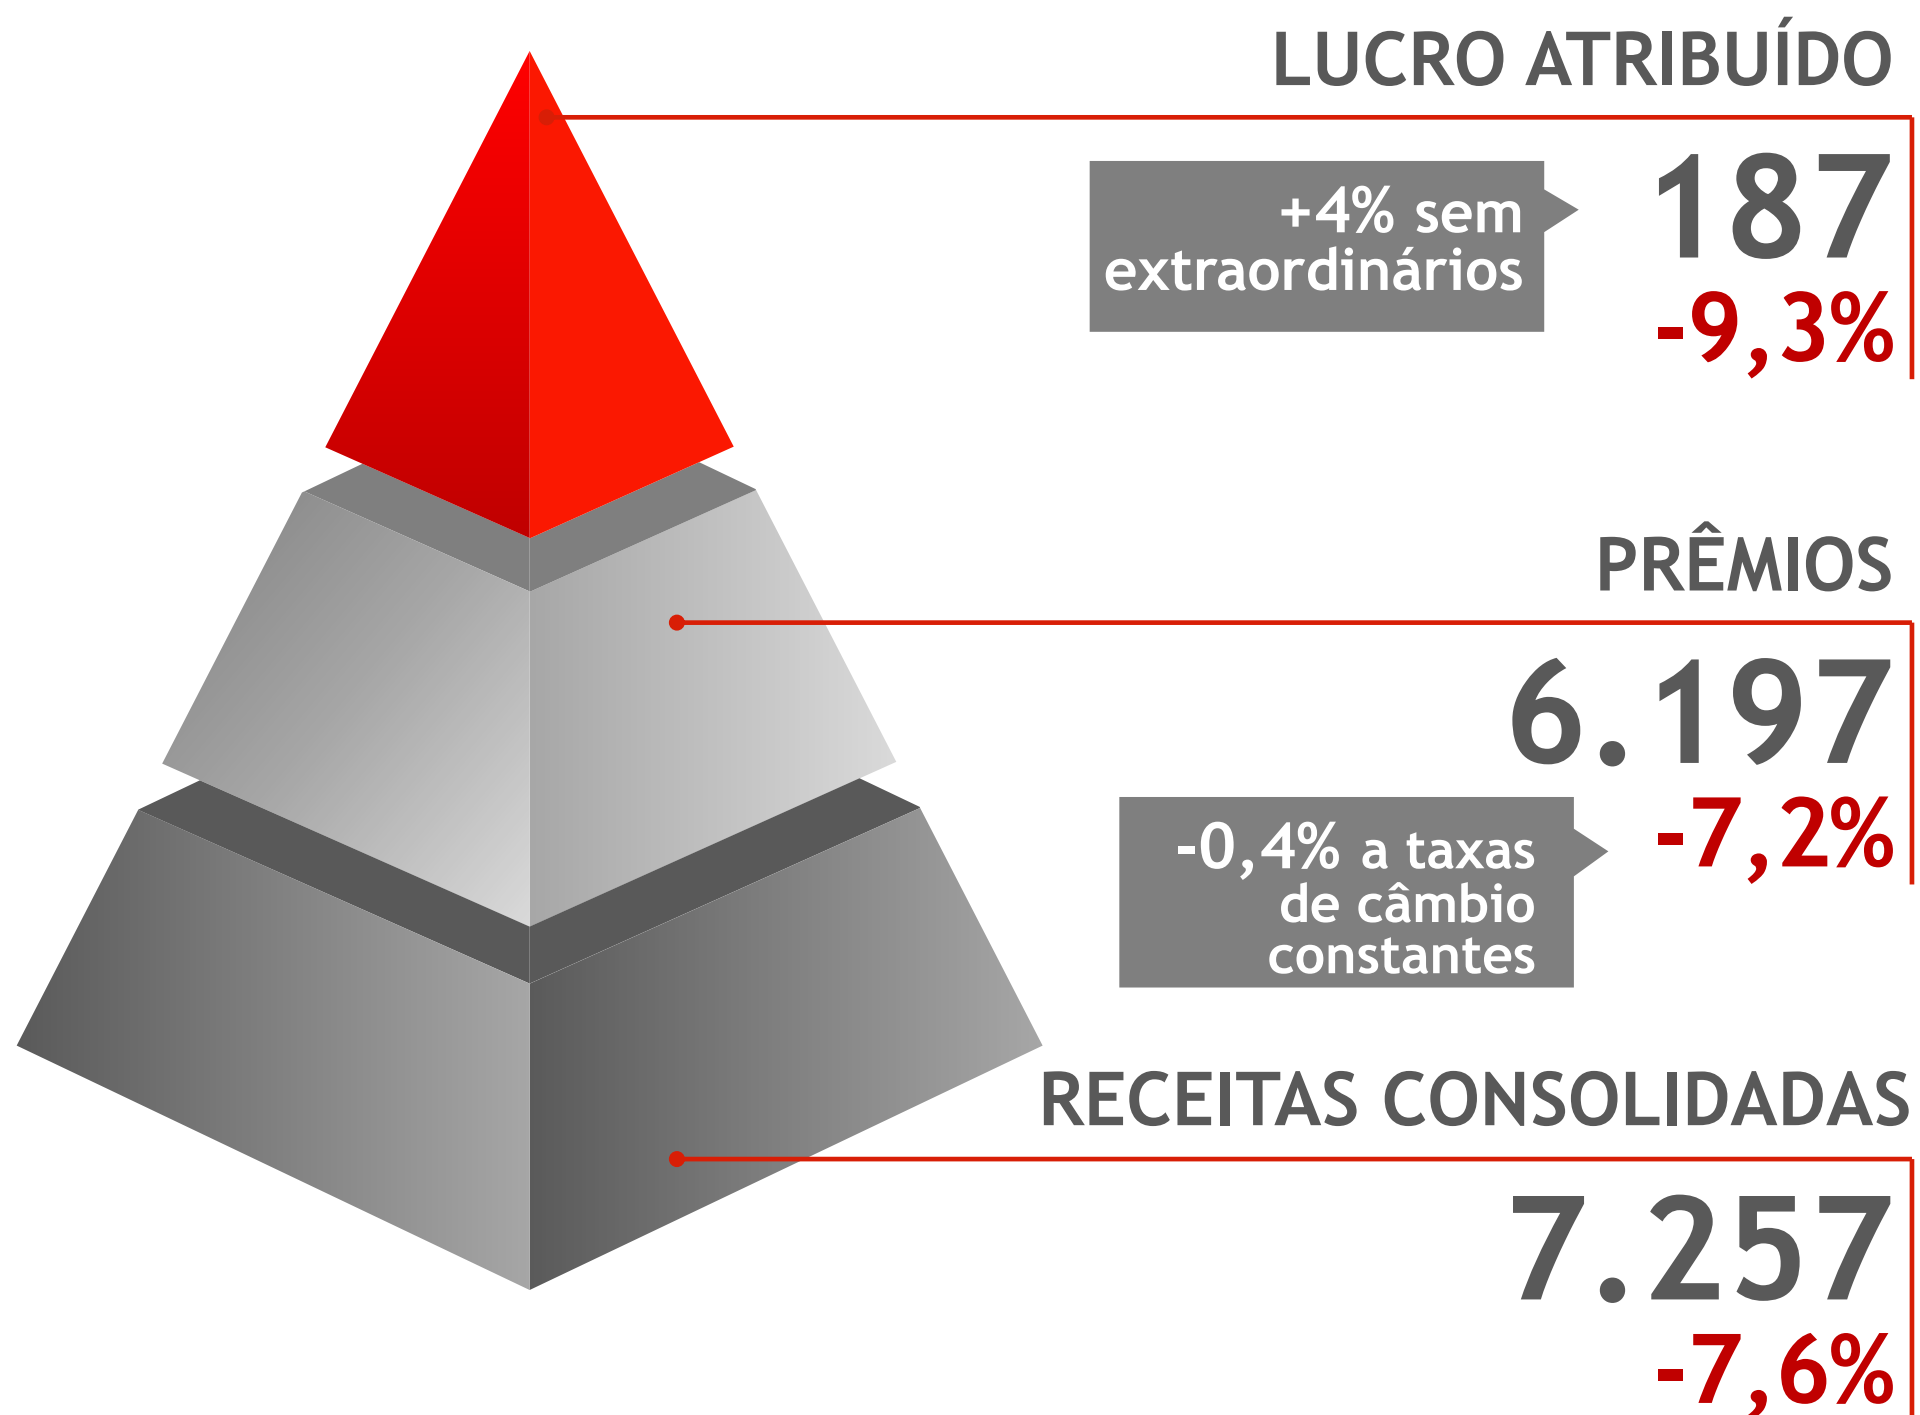 LUCRO ATRIBUÍDO
187
+4% sem
extraordinários
-9,3%
PRÊMIOS
6.197
-7,2%
-0,4% a taxas
de câmbio
constantes
RECEITAS CONSOLIDADAS
7.257
-7,6%